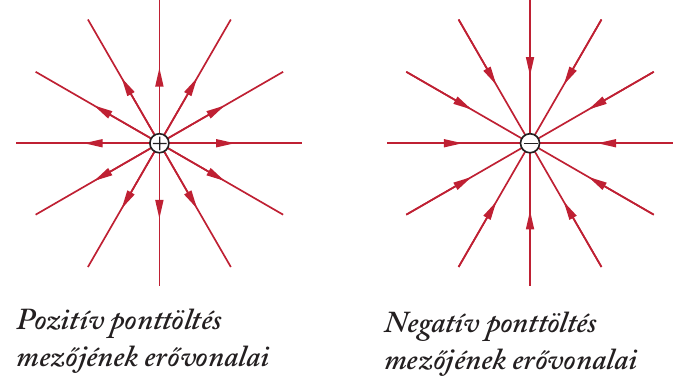 +
−
Pozitív ponttöltés
mezőjének erővonalai
Negatív ponttöltés
mezőjének erővonalai